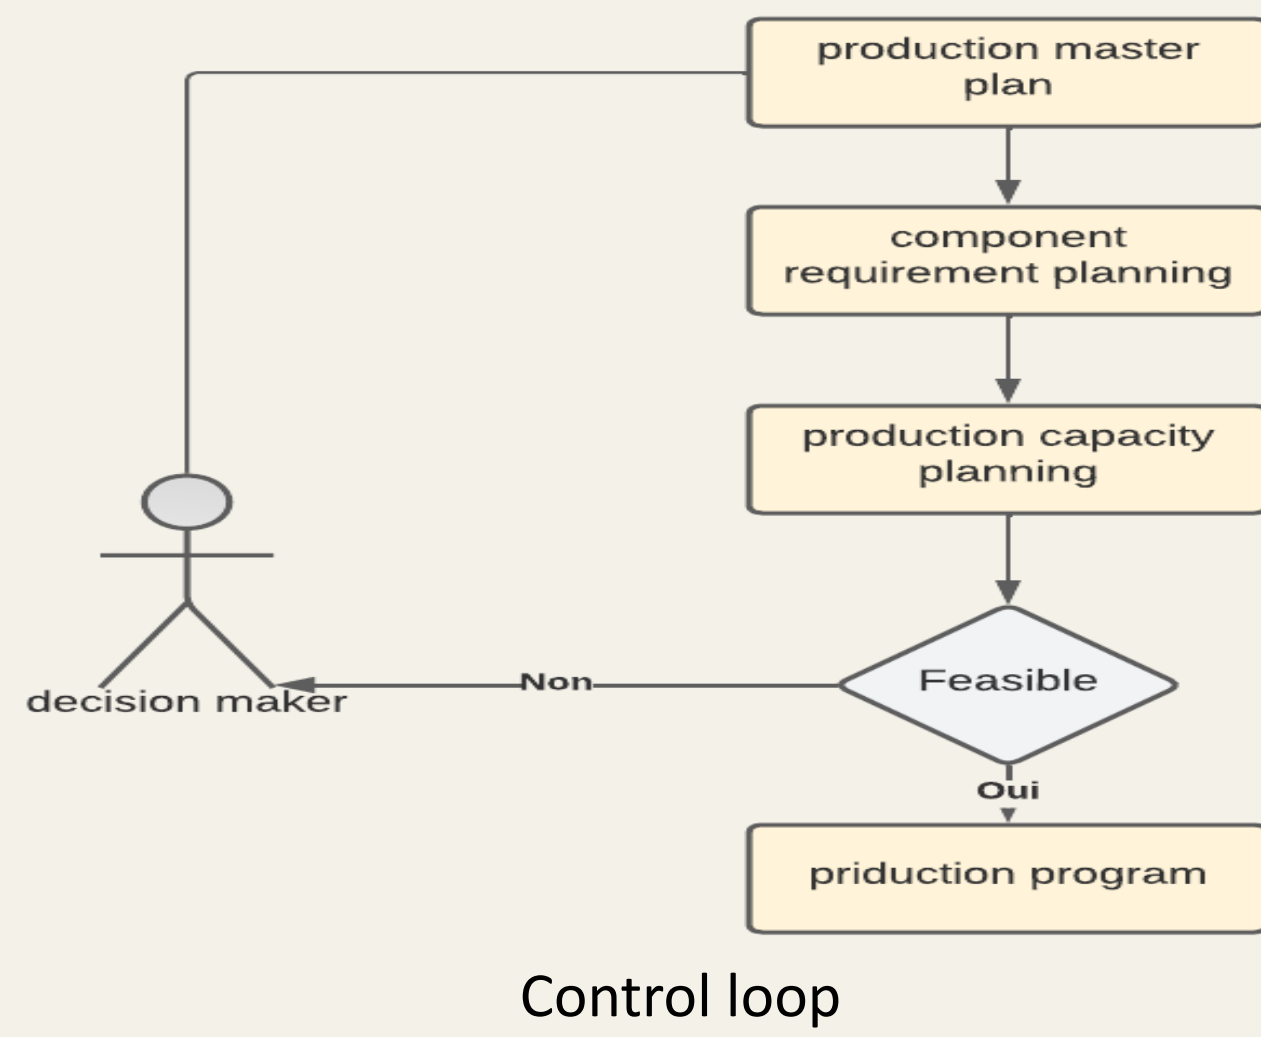 production master
plan
component
requirement planning
production capacity
planning
Feasible
Non
decision maker
Oui
priduction program
Control loop